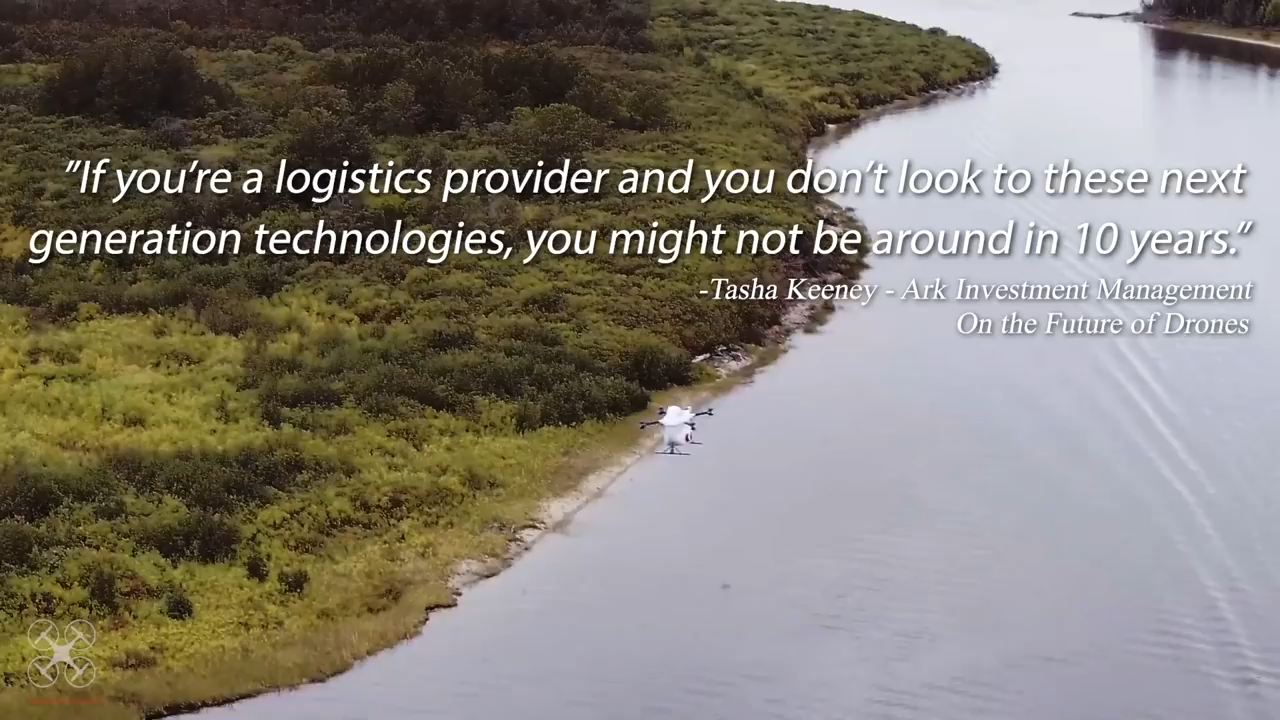 "If you're a logistics provider and you don't look to these next
generation technologies, you might not be around in 10 years."
-Tasha Keeney - Ark Investment Management
On the Future of Drones